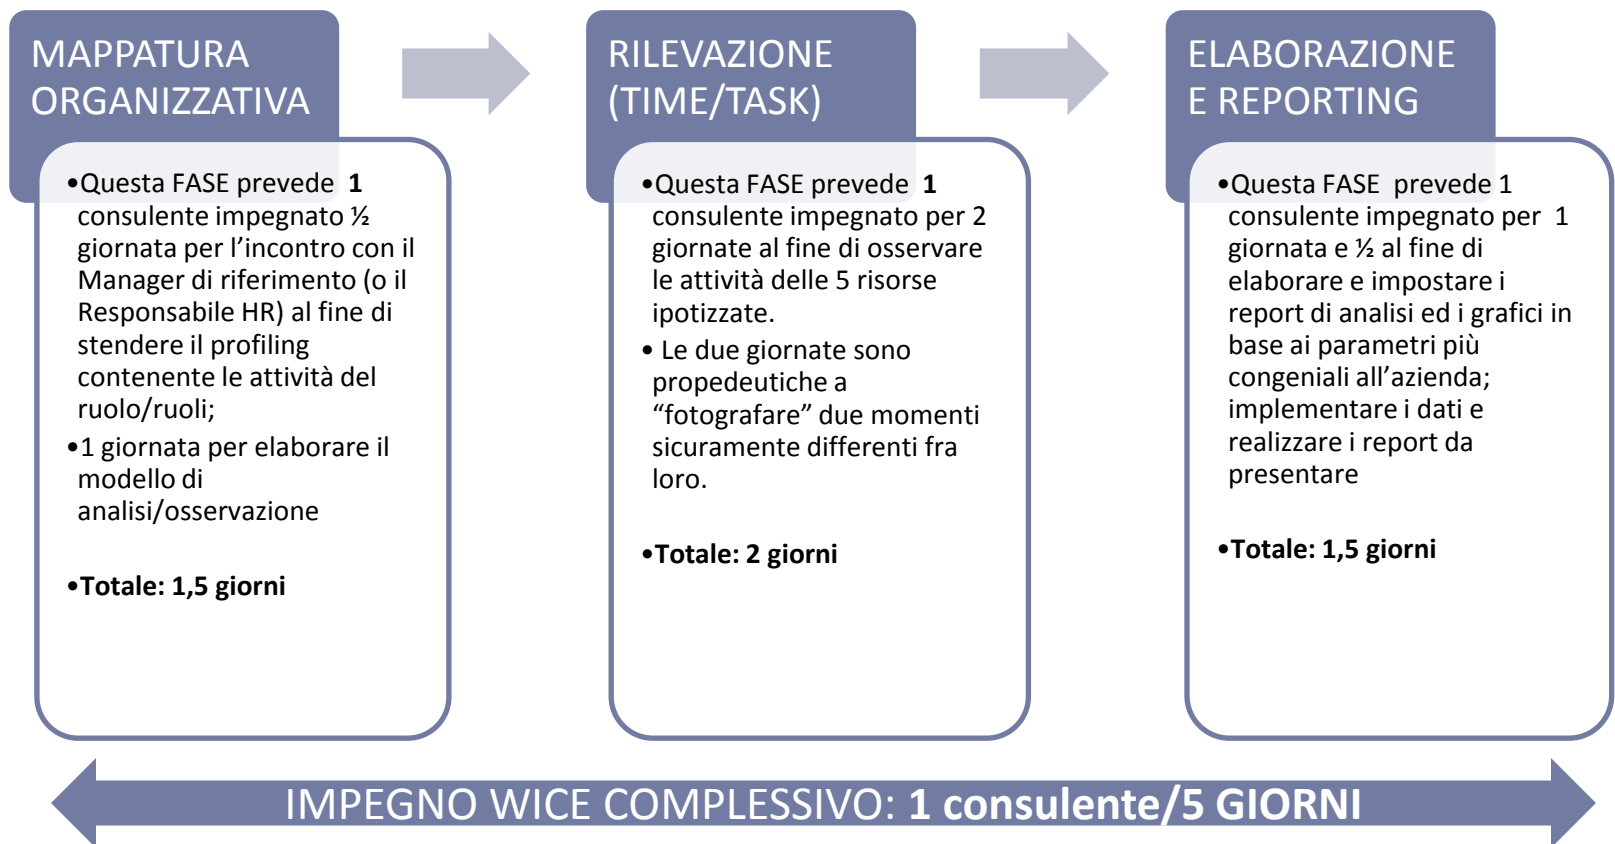 MAPPATURA
ORGANIZZATIVA
•Questa FASE prevede 1
consulente impegnato ½
giornata per l’incontro con il
Manager di riferimento (o il
Responsabile HR) al fine di
stendere il profiling
contenente le attività del
ruolo/ruoli;
•1 giornata per elaborare il
modello di
analisi/osservazione
•Totale: 1,5 giorni
RILEVAZIONE
(TIME/TASK)
•Questa FASE prevede 1
consulente impegnato per 2
giornate al fine di osservare
le attività delle 5 risorse
ipotizzate.
• Le due giornate sono
propedeutiche a
“fotografare” due momenti
sicuramente differenti fra
loro.
•Totale: 2 giorni
ELABORAZIONE
E REPORTING
•Questa FASE prevede 1
consulente impegnato per 1
giornata e ½ al fine di
elaborare e impostare i
report di analisi ed i grafici in
base ai parametri più
congeniali all’azienda;
implementare i dati e
realizzare i report da
presentare
•Totale: 1,5 giorni
IMPEGNO WICE COMPLESSIVO: 1 consulente/5 GIORNI